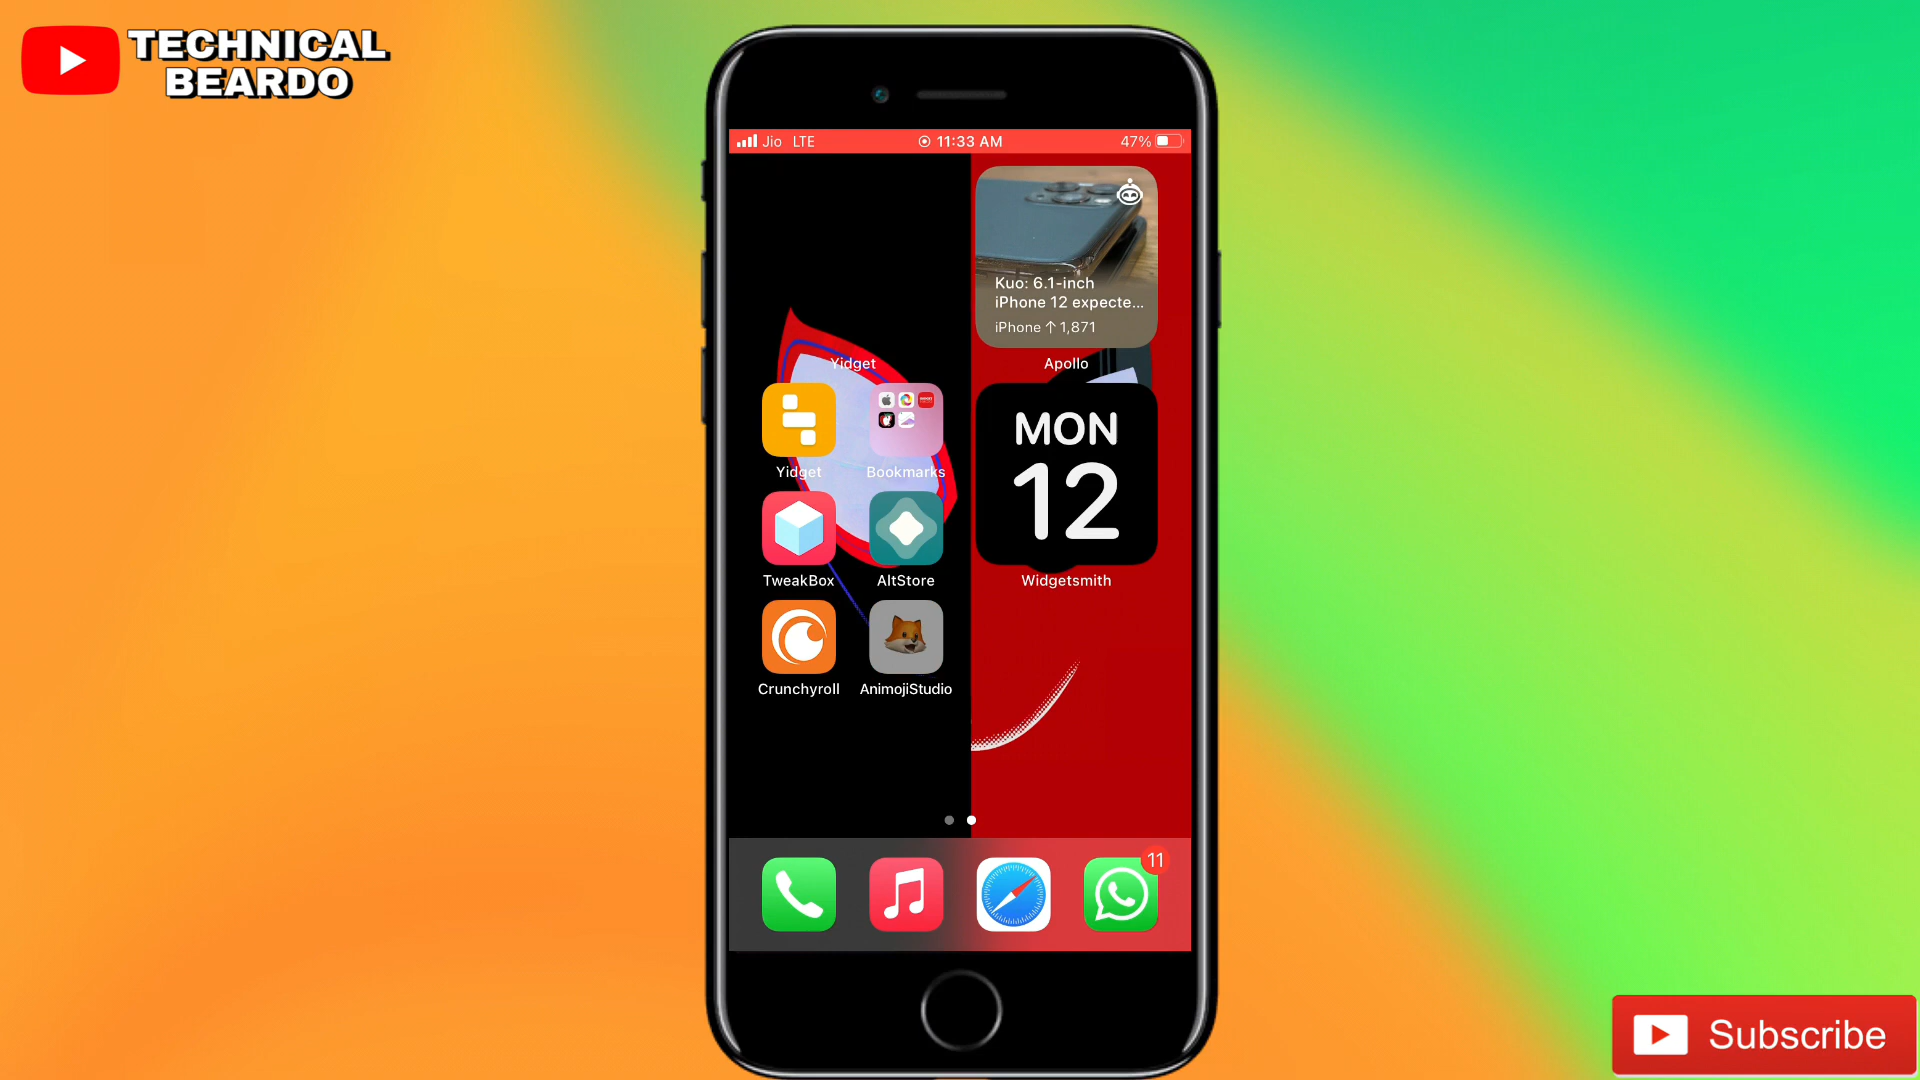 TECHNICAL
BEARDO
Jio LTE
11:33 AM
47%
Kuo: 6.1-inch
iPhone 12 expecte...
iPhone ↑ 1,871
Yidget
Apollo
MON
12
Yidget
Bookmarks
TweakBox
AltStore
Widgetsmith
Crunchyroll
AnimojiStudio
11
Subscribe